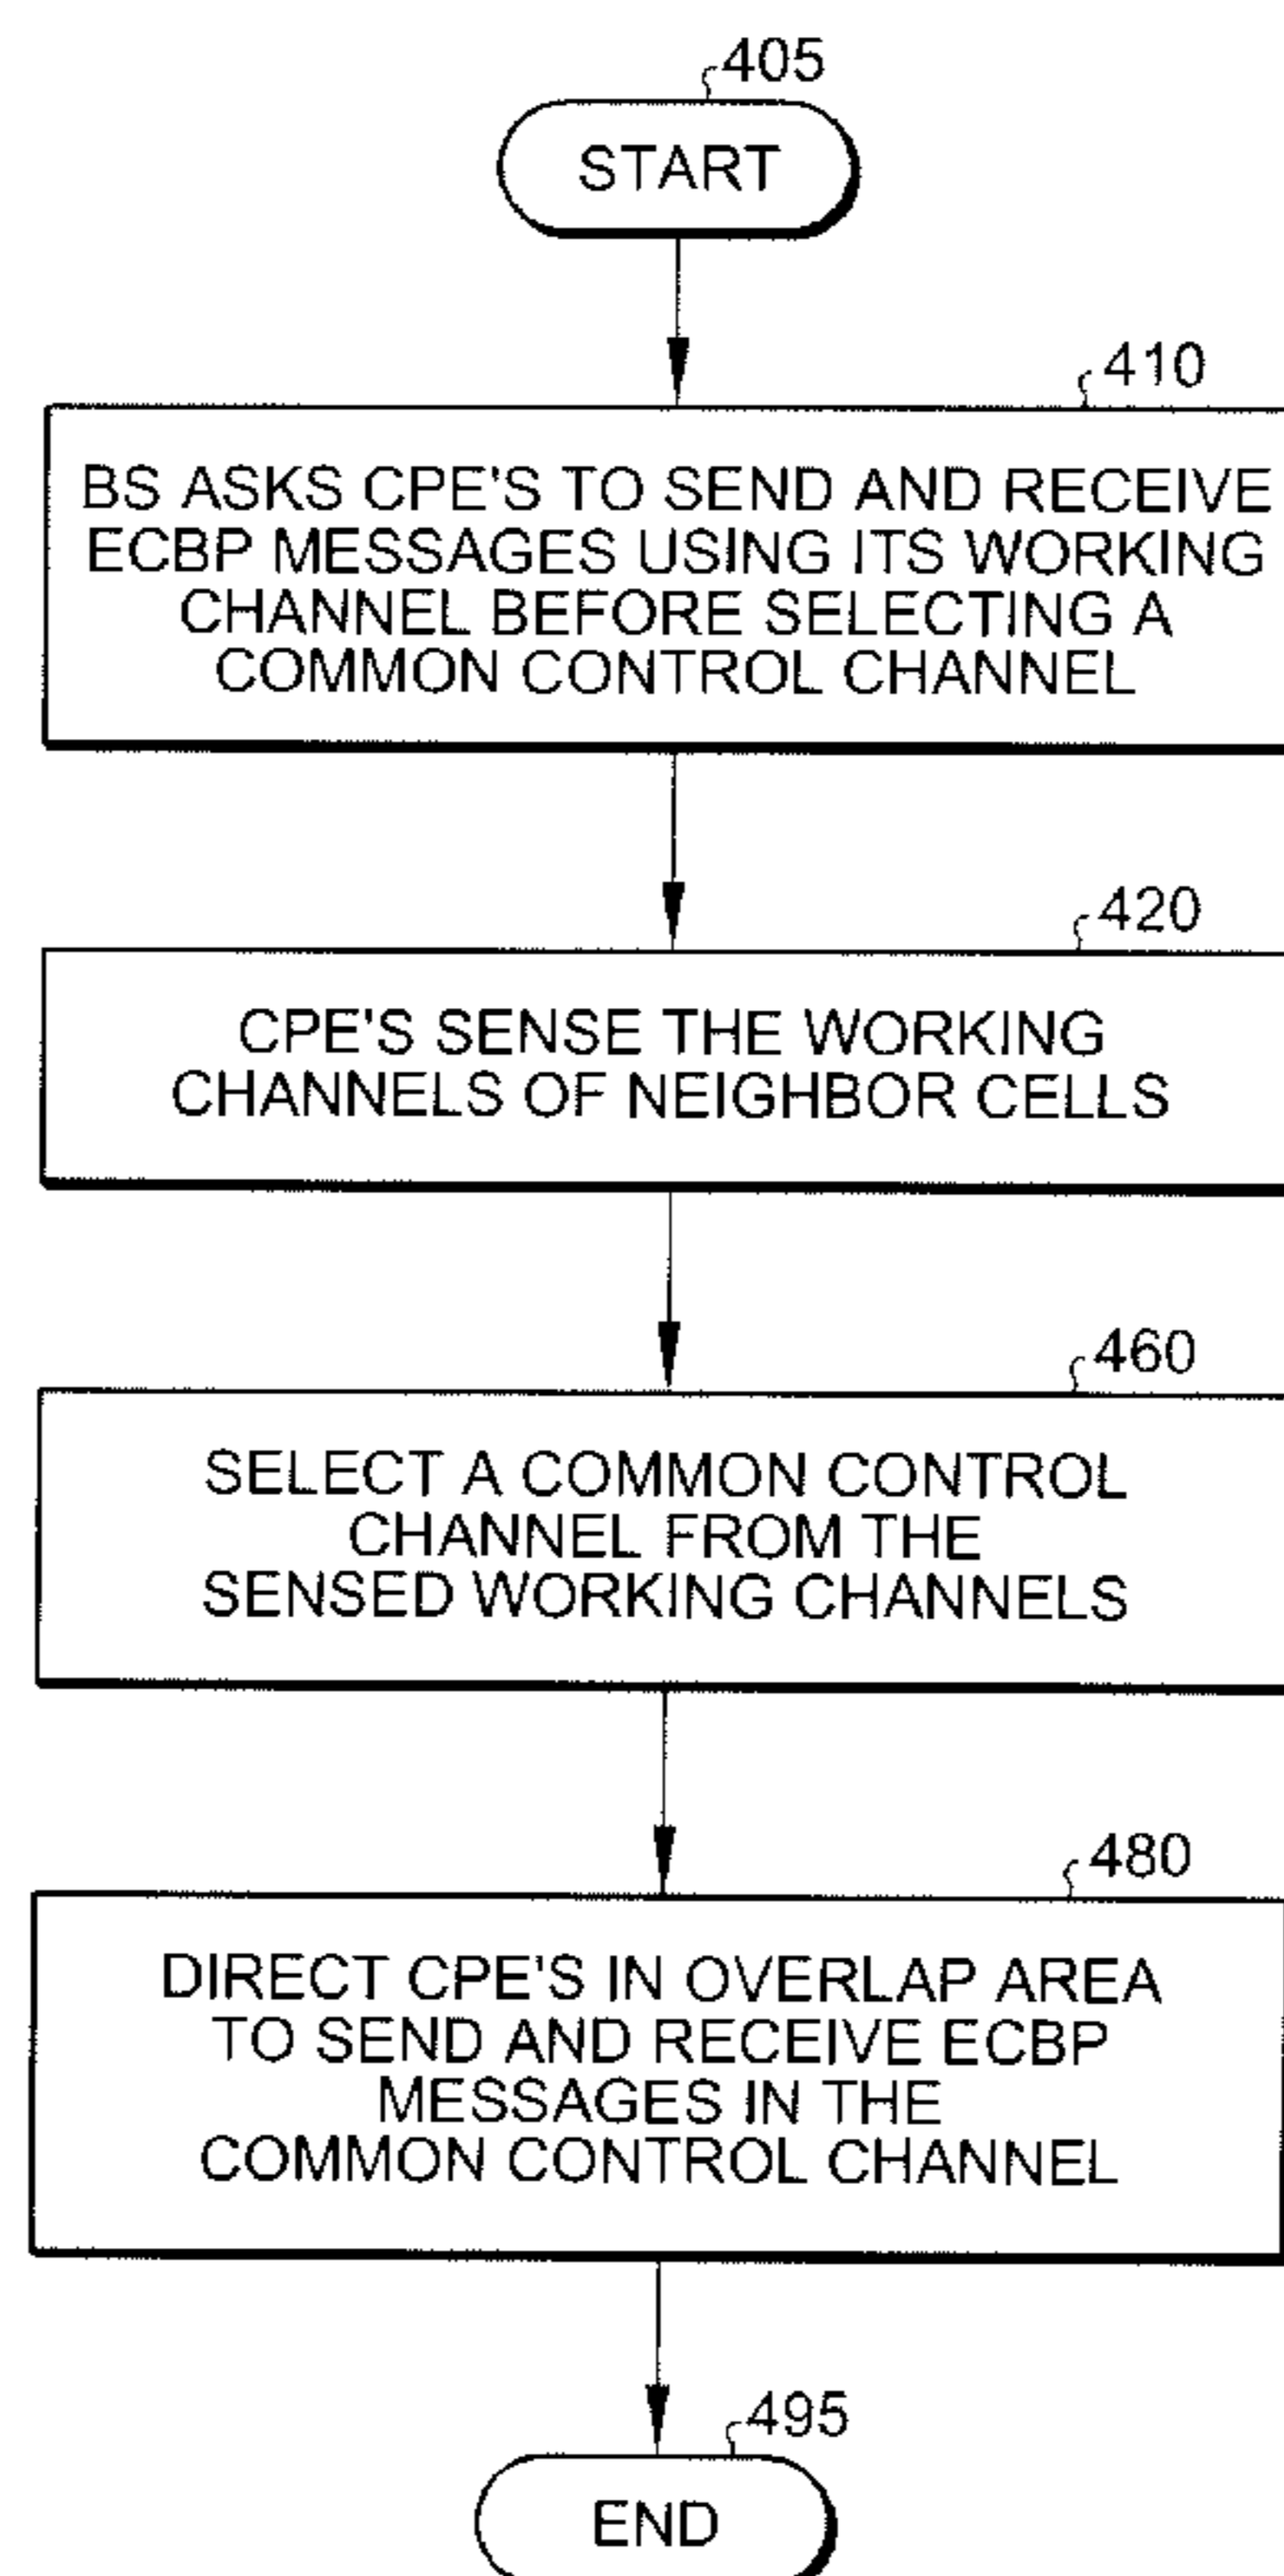 405
START
410
BS ASKS CPE'S TO SEND AND RECEIVE
ECBP MESSAGES USING ITS WORKING
CHANNEL BEFORE SELECTING A
COMMON CONTROL CHANNEL
420
CPE'S SENSE THE WORKING
CHANNELS OF NEIGHBOR CELLS
460
SELECT A COMMON CONTROL
CHANNEL FROM THE
SENSED WORKING CHANNELS
480
DIRECT CPE'S IN OVERLAP AREA
TO SEND AND RECEIVE ECBP
MESSAGES IN THE
COMMON CONTROL CHANNEL
495
END